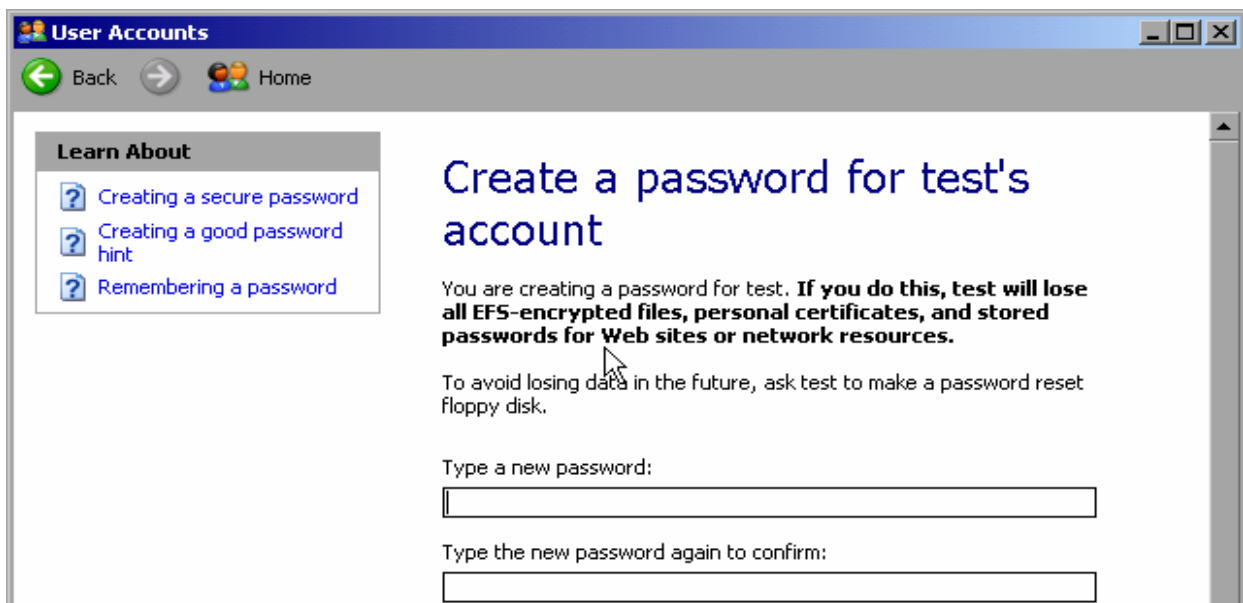 User Accounts
Back
Home
Learn About
Creating a secure password
Creating a good password
hint
Remembering a password
Create a password for test's
account
You are creating a password for test. If you do this, test will lose
all EFS-encrypted files, personal certificates, and stored
passwords for Web sites or network resources.
To avoid losing data in the future, ask test to make a password reset
floppy disk.
Type a new password:
Type the new password again to confirm: